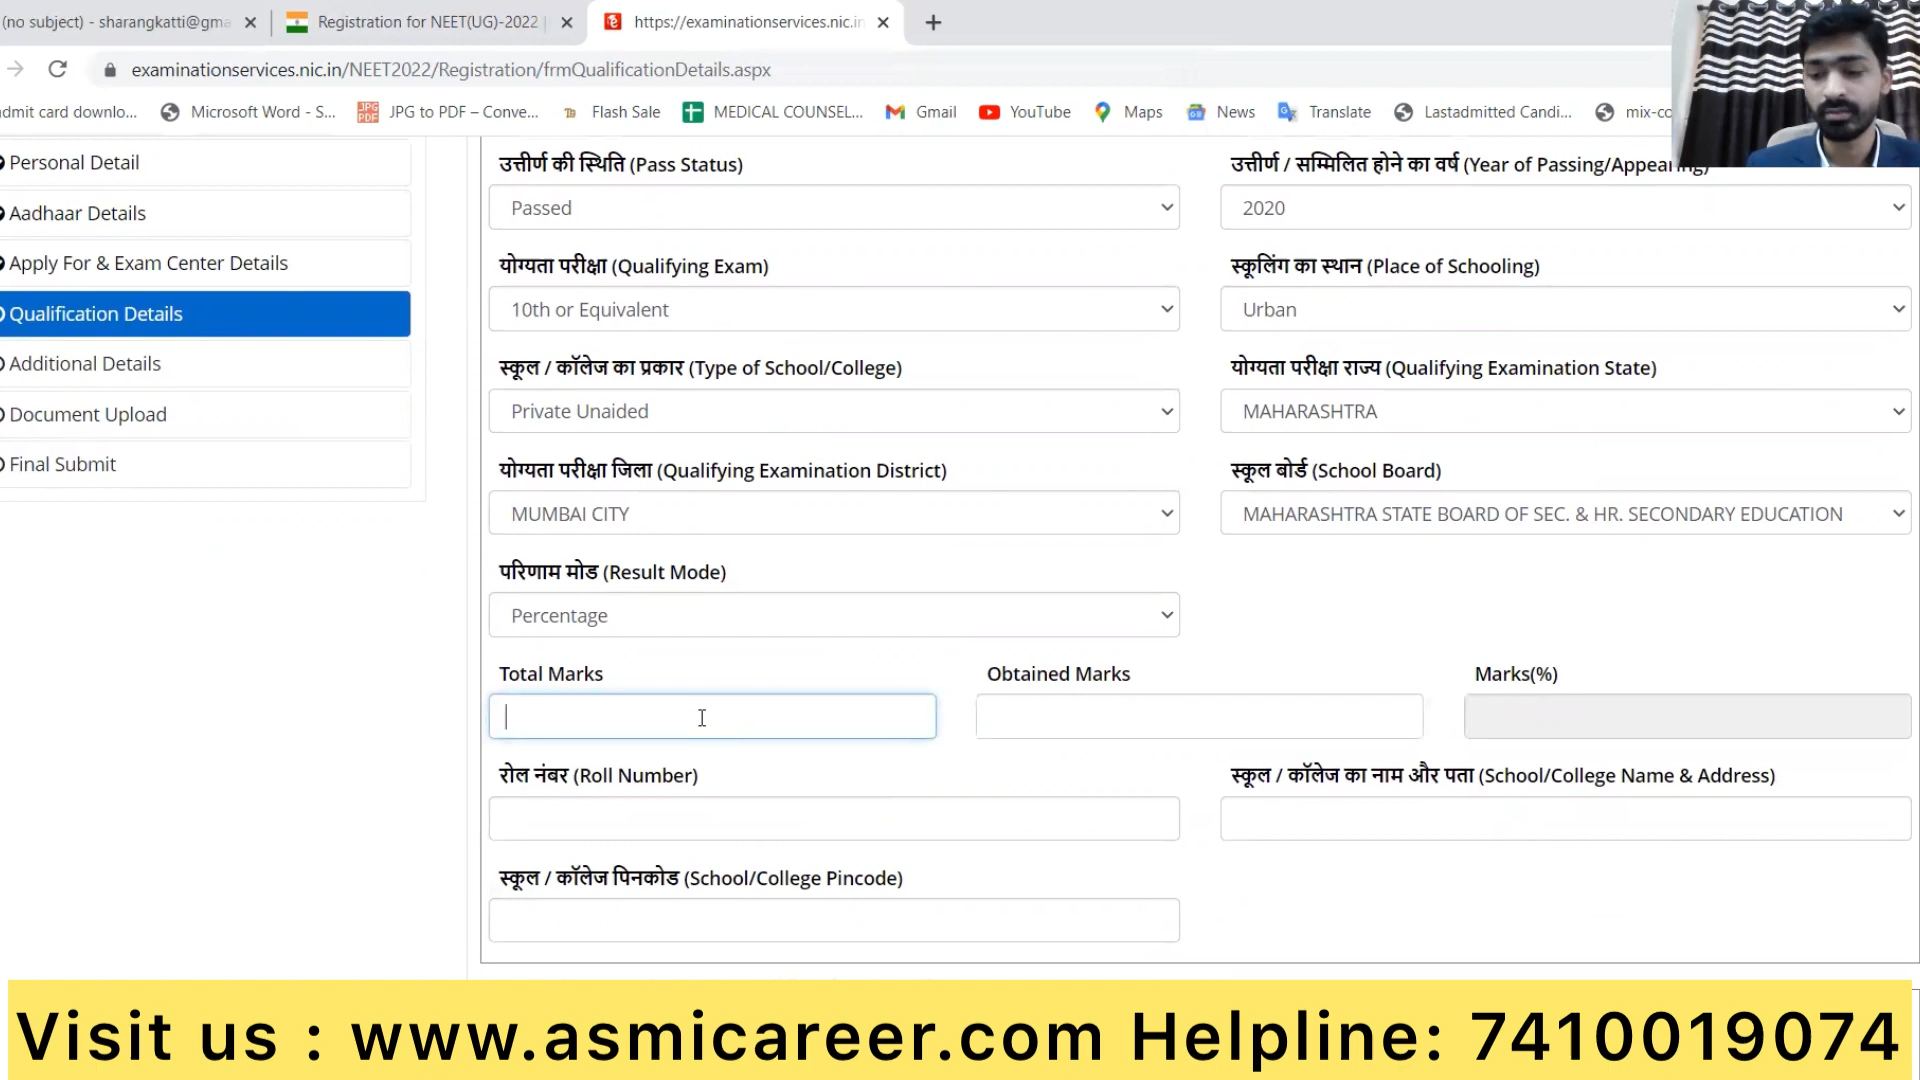 (no subject) - sharangkatti@gma
Registration for NEET(UG)-2022
https://examinationservices.nic.in
examinationservices.nic.in/NEET2022/Registration/frmQualificationDetails.aspx
dmit card downlo...
Microsoft Word - S...
JPG to PDF – Conve...
Flash Sale
MEDICAL COUNSEL...
Gmail
YouTube
Maps
News
Translate
Lastadmitted Candi...
mix-co
Personal Detail
Aadhaar Details
Apply For & Exam Center Details
Qualification Details
Additional Details
Document Upload
Final Submit
उत्तीर्ण की स्थिति (Pass Status)
उत्तीर्ण / सम्मिलित होने का वर्ष (Year of Passing/Appearing)
Passed
2020
योग्यता परीक्षा (Qualifying Exam)
स्कूलिंग का स्थान (Place of Schooling)
10th or Equivalent
Urban
स्कूल / कॉलेज का प्रकार (Type of School/College)
योग्यता परीक्षा राज्य (Qualifying Examination State)
Private Unaided
MAHARASHTRA
योग्यता परीक्षा जिला (Qualifying Examination District)
स्कूल बोर्ड (School Board)
MUMBAI CITY
MAHARASHTRA STATE BOARD OF SEC. & HR. SECONDARY EDUCATION
परिणाम मोड (Result Mode)
Percentage
Total Marks
Obtained Marks
Marks(%)
रोल नंबर (Roll Number)
स्कूल / कॉलेज का नाम और पता (School/College Name & Address)
स्कूल / कॉलेज पिनकोड (School/College Pincode)
Visit us : www.asmicareer.com Helpline: 7410019074